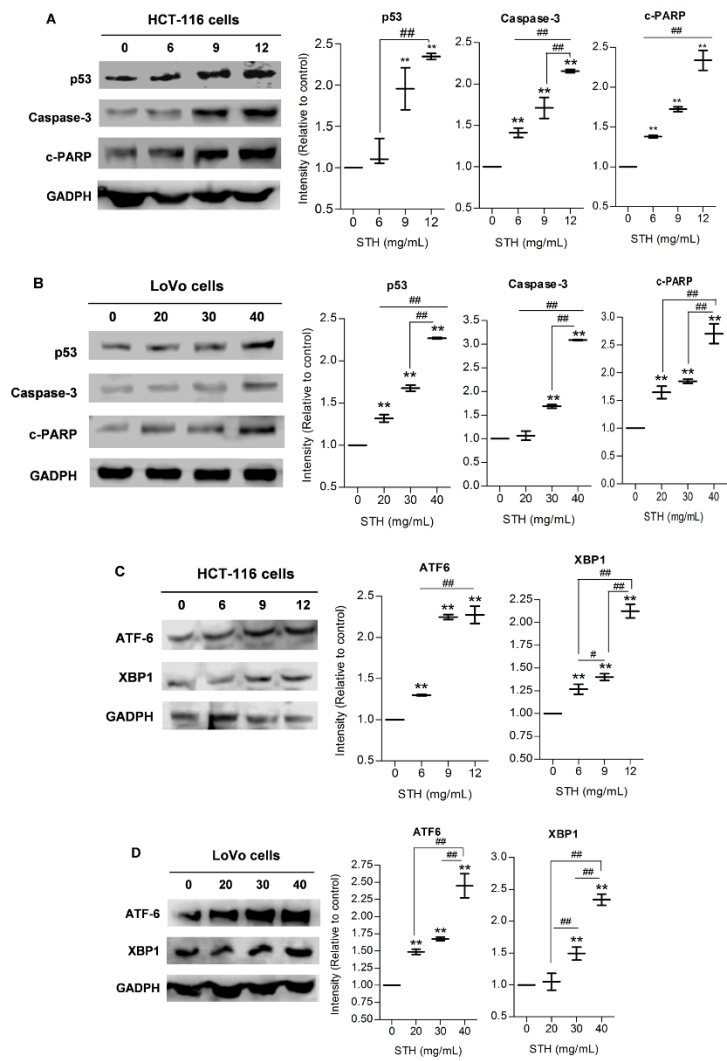 A
HCT-116 cells
0 6 9 12
p53
Caspase-3
c-PARP
GADPH
Intensity (Relative to control)
p53
2.5
2.0
1.5
1.0
0.5
##
**
**
0 6 9 12
STH (mg/mL)
Caspase-3
3.0
2.5
2.0
1.5
1.0
0.5
##
##
**
**
**
0 6 9 12
STH (mg/mL)
c-PARP
2.5
2.0
1.5
1.0
0.5
##
**
**
**
0 6 9 12
STH (mg/mL)
B
LoVo cells
0 20 30 40
p53
Caspase-3
c-PARP
GADPH
Intensity (Relative to control)
p53
2.5
2.0
1.5
1.0
0.5
##
##
**
**
**
0 20 30 40
STH (mg/mL)
Caspase-3
3.5
3.0
2.5
2.0
1.5
1.0
0.5
##
##
**
**
0 20 30 40
STH (mg/mL)
c-PARP
3.0
2.5
2.0
1.5
1.0
0.5
##
##
**
**
**
0 20 30 40
STH (mg/mL)
C
HCT-116 cells
0 6 9 12
ATF-6
XBP1
GADPH
Intensity (Relative to control)
ATF6
2.5
2.0
1.5
1.0
0.5
##
**
**
**
0 6 9 12
STH (mg/mL)
XBP1
2.25
2.00
1.75
1.50
1.25
1.00
0.75
0.50
##
##
#
**
**
**
0 6 9 12
STH (mg/mL)
D
LoVo cells
0 20 30 40
ATF-6
XBP1
GADPH
Intensity (Relative to control)
ATF6
2.75
2.50
2.25
2.00
1.75
1.50
1.25
1.00
0.75
0.50
##
##
**
**
**
0 20 30 40
STH (mg/mL)
XBP1
3.0
2.5
2.0
1.5
1.0
0.5
##
##
##
**
**
0 20 30 40
STH (mg/mL)